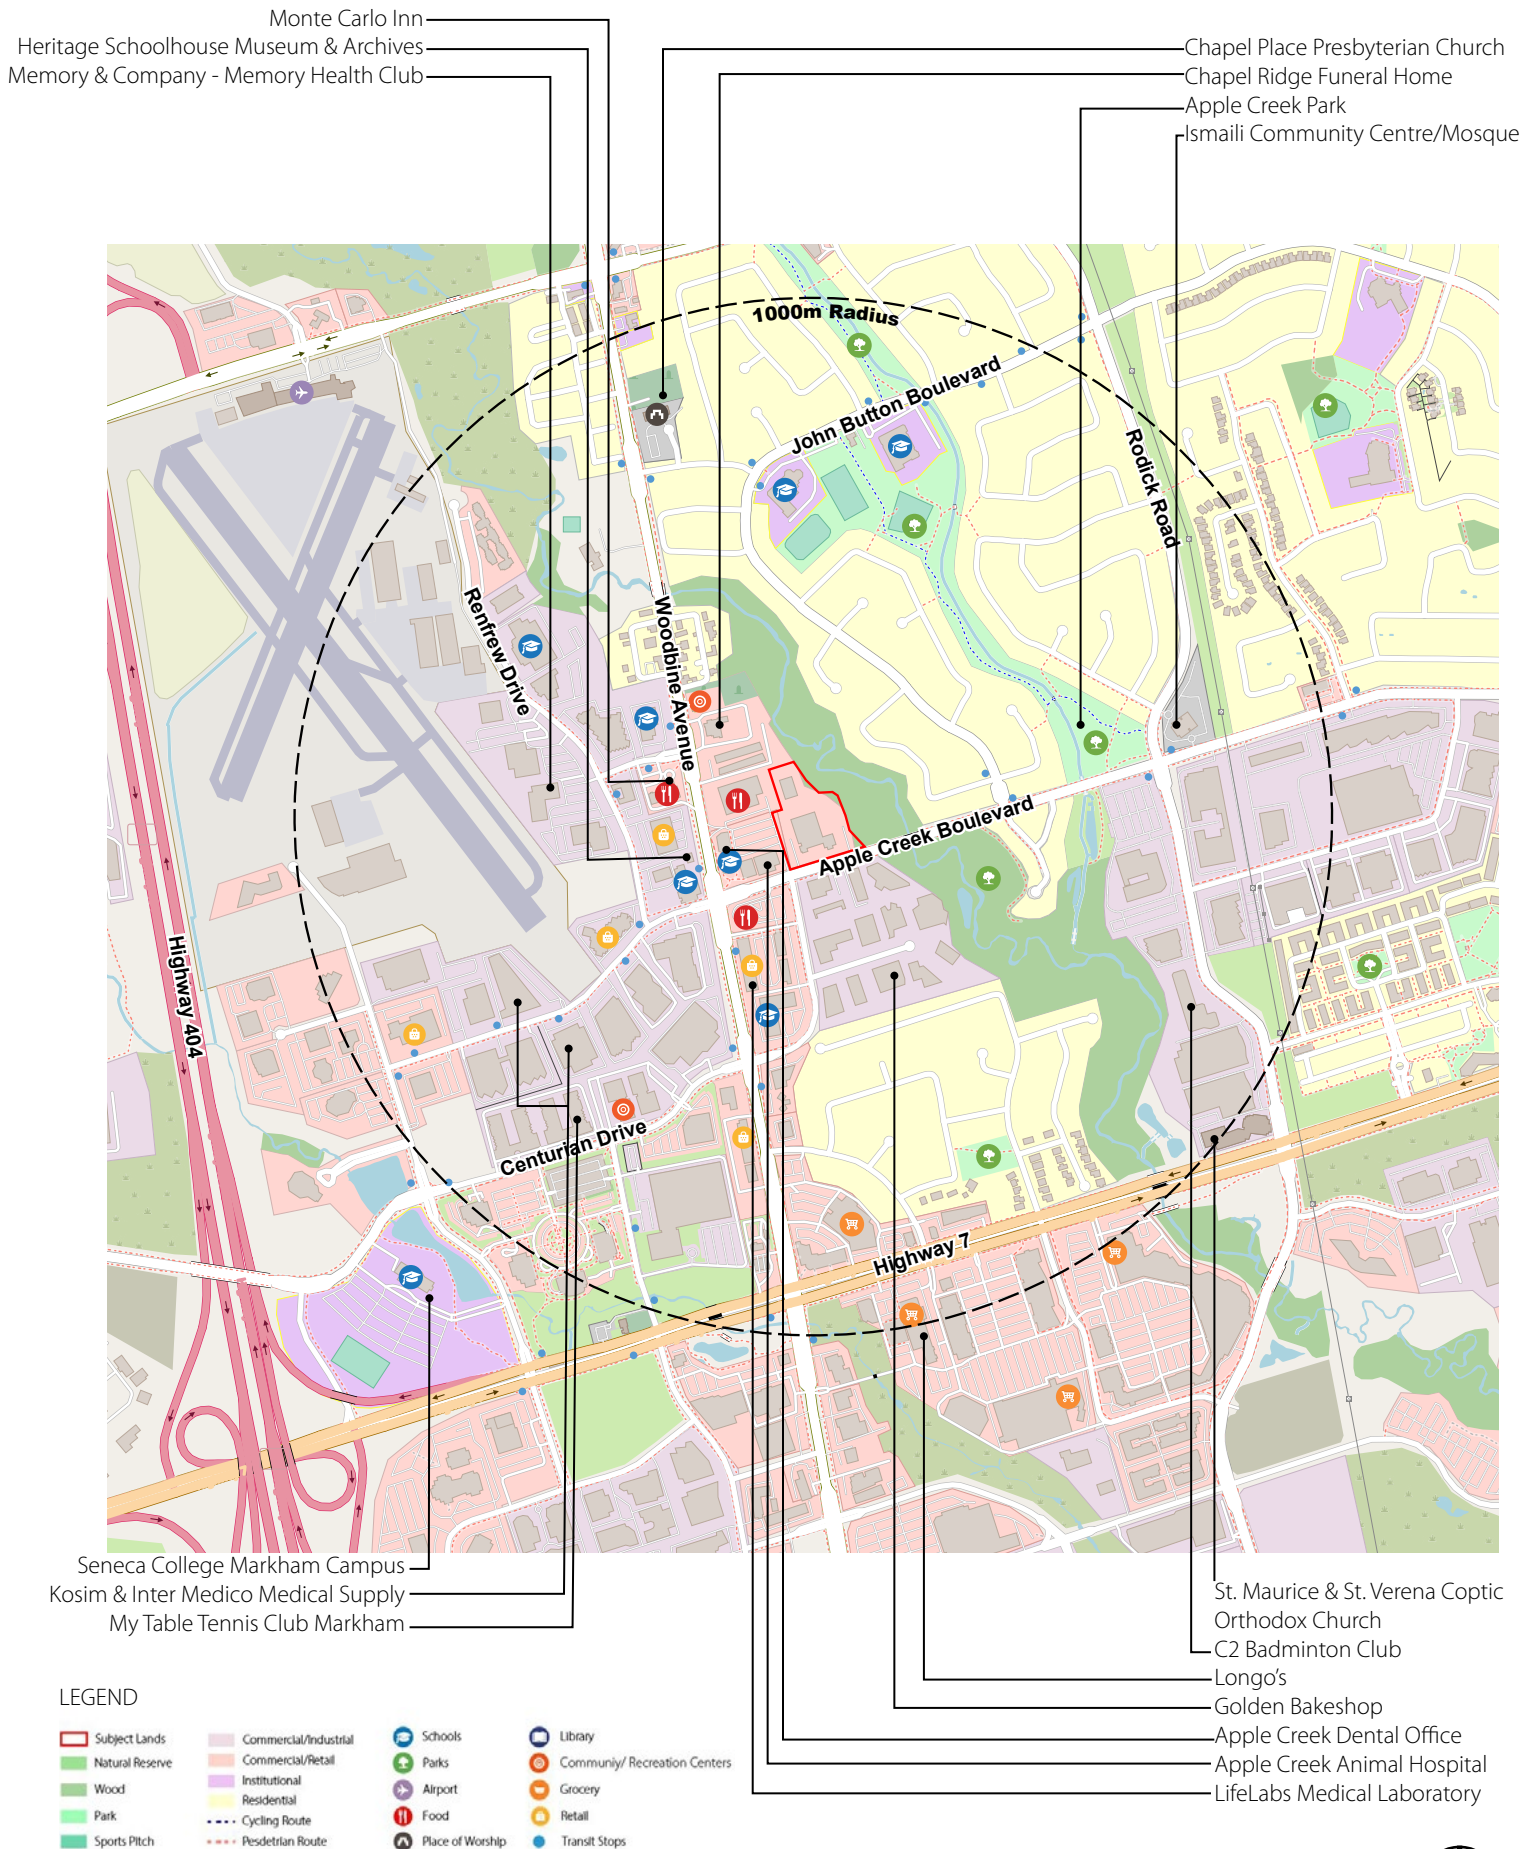 Monte Carlo Inn
Heritage Schoolhouse Museum & Archives
Memory & Company - Memory Health Club
Chapel Place Presbyterian Church
Chapel Ridge Funeral Home
Apple Creek Park
Ismaili Community Centre/Mosque
1000m Radius
John Button Boulevard
Rodick Road
Renfrew Drive
Woodbine Avenue
Apple Creek Boulevard
Highway 404
Centurian Drive
Highway 7
Seneca College Markham Campus
Kosim & Inter Medico Medical Supply
My Table Tennis Club Markham
St. Maurice & St. Verena Coptic
Orthodox Church
C2 Badminton Club
Longo's
Golden Bakeshop
Apple Creek Dental Office
Apple Creek Animal Hospital
LifeLabs Medical Laboratory
LEGEND
Subject Lands
Natural Reserve
Wood
Park
Sports Pitch
Commercial/Industrial
Commercial/Retail
Institutional
Residential
Cycling Route
Pesdetrian Route
Schools
Parks
Airport
Food
Place of Worship
Library
Communiy/ Recreation Centers
Grocery
Retail
Transit Stops